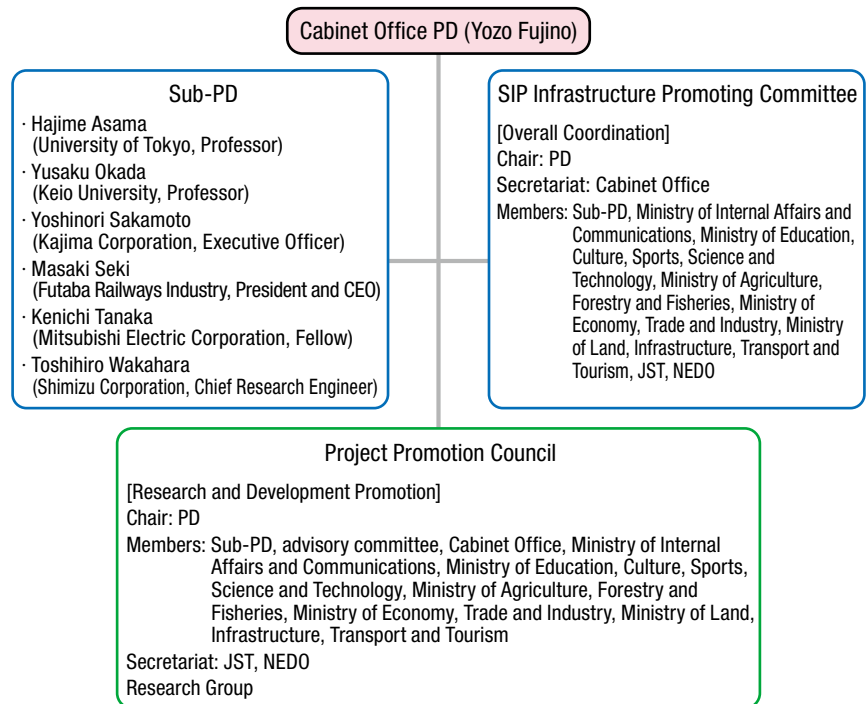 Cabinet Office PD (Yozo Fujino)
Sub-PD
· Hajime Asama
(University of Tokyo, Professor)
· Yusaku Okada
(Keio University, Professor)
· Yoshinori Sakamoto
(Kajima Corporation, Executive Officer)
· Masaki Seki
(Futaba Railways Industry, President and CEO)
· Kenichi Tanaka
(Mitsubishi Electric Corporation, Fellow)
· Toshihiro Wakahara
(Shimizu Corporation, Chief Research Engineer)
SIP Infrastructure Promoting Committee
[Overall Coordination]
Chair: PD
Secretariat: Cabinet Office
Members: Sub-PD, Ministry of Internal Affairs and
Communications, Ministry of Education,
Culture, Sports, Science and
Technology, Ministry of Agriculture,
Forestry and Fisheries, Ministry of
Economy, Trade and Industry, Ministry
of Land, Infrastructure, Transport and
Tourism, JST, NEDO
Project Promotion Council
[Research and Development Promotion]
Chair: PD
Members: Sub-PD, advisory committee, Cabinet Office, Ministry of Internal
Affairs and Communications, Ministry of Education, Culture, Sports,
Science and Technology, Ministry of Agriculture, Forestry and
Fisheries, Ministry of Economy, Trade and Industry, Ministry of Land,
Infrastructure, Transport and Tourism
Secretariat: JST, NEDO
Research Group